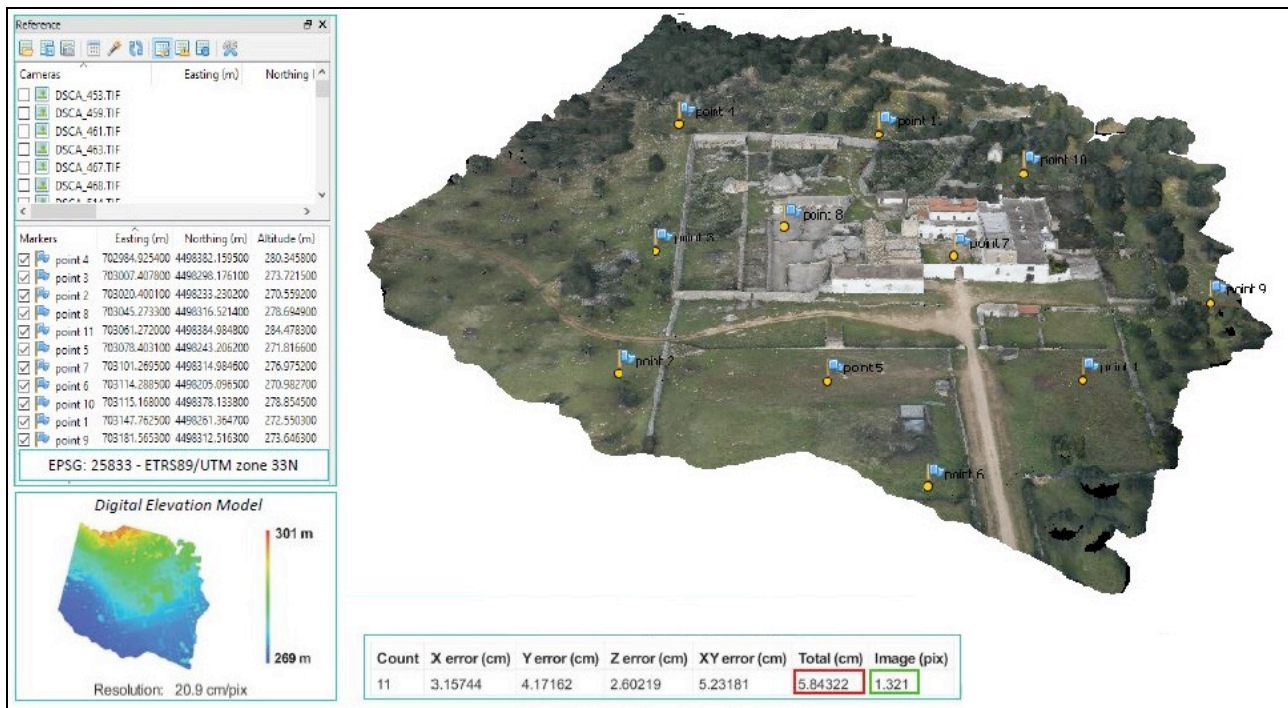 Reference
Cameras Easting (m) Northing (
DSCA_453.TIF
DSCA_459.TIF
DSCA_461.TIF
DSCA_463.TIF
DSCA_467.TIF
DSCA_468.TIF
DSCA_514.TIF
Markers Easting (m) Northing (m) Altitude (m)
point 4 702984.925400 4498382.159500 280.345800
point 3 703007.407800 4498298.176100 273.721500
point 2 703020.400100 4498233.230200 270.559200
point 8 703045.273300 4498316.521400 278.694900
point 11 703061.272000 4498384.984800 284.478300
point 5 703078.403100 4498243.206200 271.816600
point 7 703101.269500 4498314.984600 276.975200
point 6 703114.288500 4498205.096500 270.982700
point 10 703115.168000 4498378.133800 278.854500
point 1 703147.762500 4498261.364700 272.550300
point 9 703181.565300 4498312.516300 273.646300
EPSG: 25833 - ETRS89/UTM zone 33N
Digital Elevation Model
301 m
269 m
Resolution: 20.9 cm/pix
point 4
point 11
point 10
point 8
point 3
point 7
point 9
point 2
point 5
point 1
point 6
Count X error (cm) Y error (cm) Z error (cm) XY error (cm) Total (cm) Image (pix)
11 3.15744 4.17162 2.60219 5.23181 5.84322 1.321